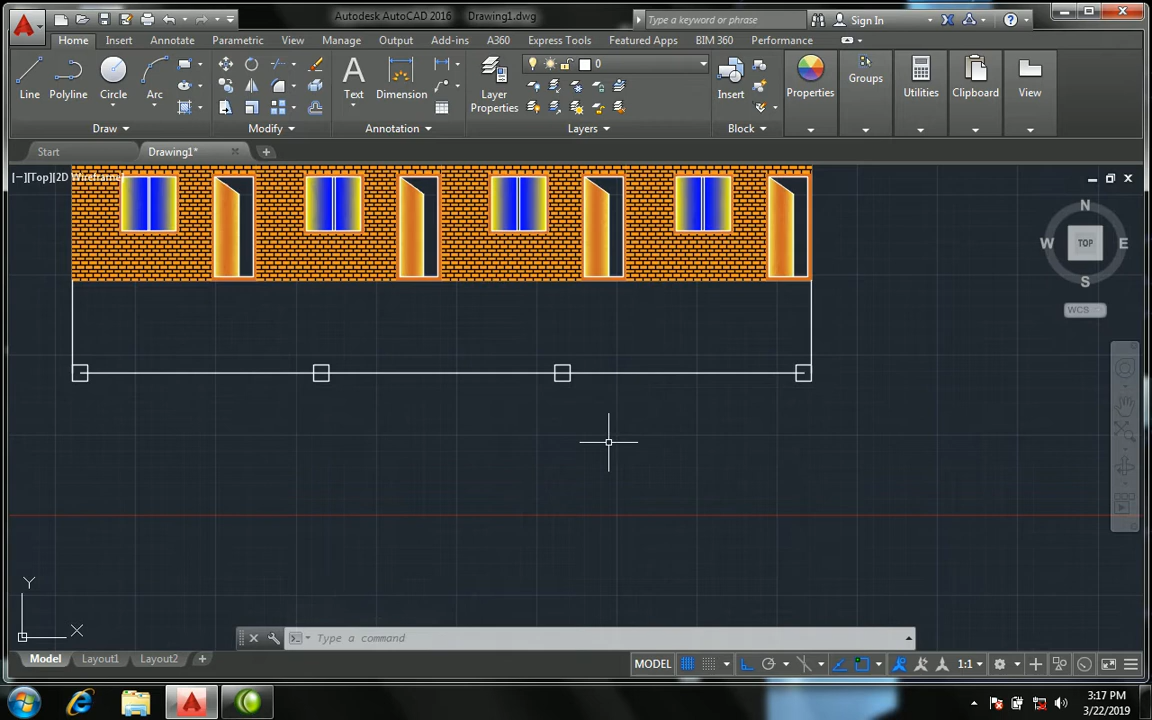 Autodesk AutoCAD 2016 Drawing1.dwg
Type a keyword or phrase
Sign In
Home Insert Annotate Parametric View Manage Output Add-ins A360 Express Tools Featured Apps BIM 360 Performance
0
Line Polyline Circle Arc
Text Dimension
Layer
Properties
Insert
Properties
Groups
Utilities
Clipboard
View
Draw
Modify
Annotation
Layers
Block
Start
Drawing1*
[−][Top][2D Wireframe]
N
W TOP E
S
WCS
Y
X
Type a command
Model Layout1 Layout2
MODEL
1:1
3:17 PM
3/22/2019